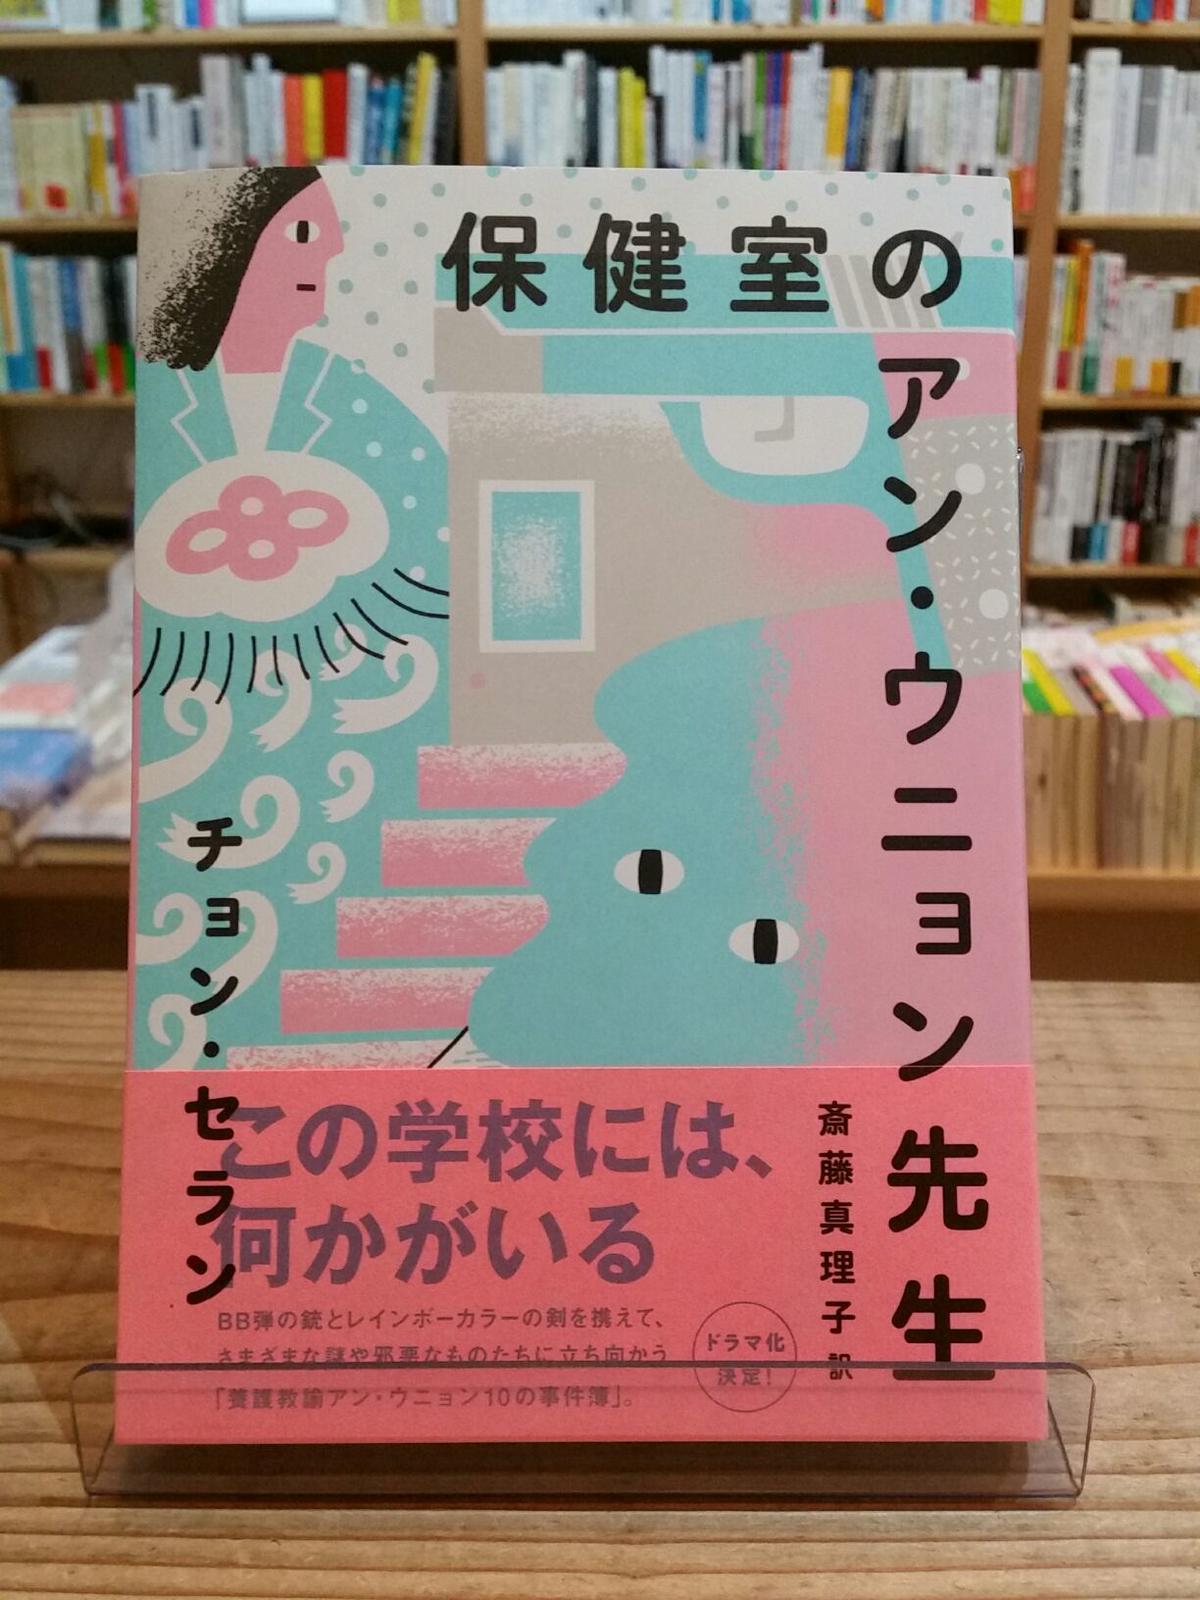 保健室の
アン・ウニョン先生
チョン・セラン
斎藤真理子 訳
この学校には、
何かがいる
BB弾の銃とレインボーカラーの剣を携えて、
さまざまな謎や邪悪なものたちに立ち向かう
「養護教諭アン・ウニョン10の事件簿」。
ドラマ化
決定！